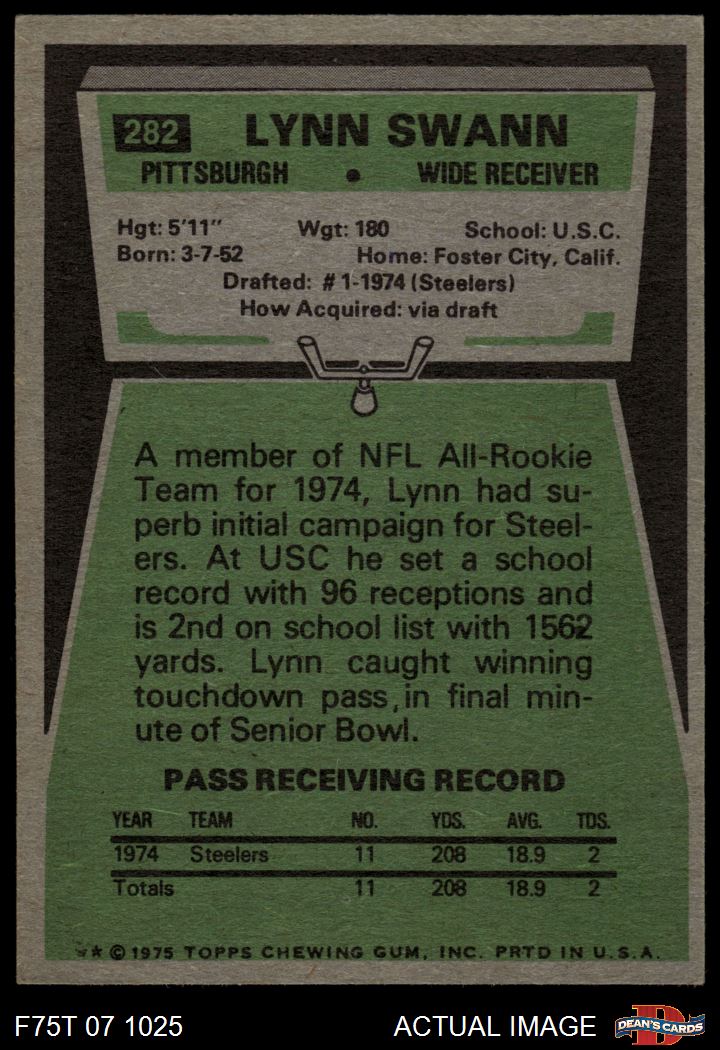 282 LYNN SWANN
PITTSBURGH • WIDE RECEIVER
Hgt: 5'11" Wgt: 180 School: U.S.C.
Born: 3-7-52 Home: Foster City, Calif.
Drafted: #1-1974 (Steelers)
How Acquired: via draft
A member of NFL All-Rookie
Team for 1974, Lynn had su-
perb initial campaign for Steel-
ers. At USC he set a school
record with 96 receptions and
is 2nd on school list with 1562
yards. Lynn caught winning
touchdown pass, in final min-
ute of Senior Bowl.
PASS RECEIVING RECORD
YEAR TEAM NO. YDS. AVG. TDS.
1974 Steelers 11 208 18.9 2
Totals 11 208 18.9 2
** © 1975 TOPPS CHEWING GUM, INC. PRTD IN U.S.A.
F75T 07 1025 ACTUAL IMAGE D DEAN'S CARDS